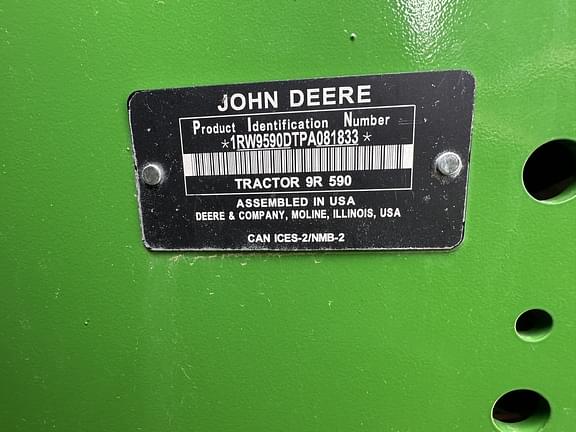 JOHN DEERE
Product Identification Number
*1RW9590DTPA081833*
TRACTOR 9R 590
ASSEMBLED IN USA
DEERE & COMPANY, MOLINE, ILLINOIS, USA
CAN ICES-2/NMB-2